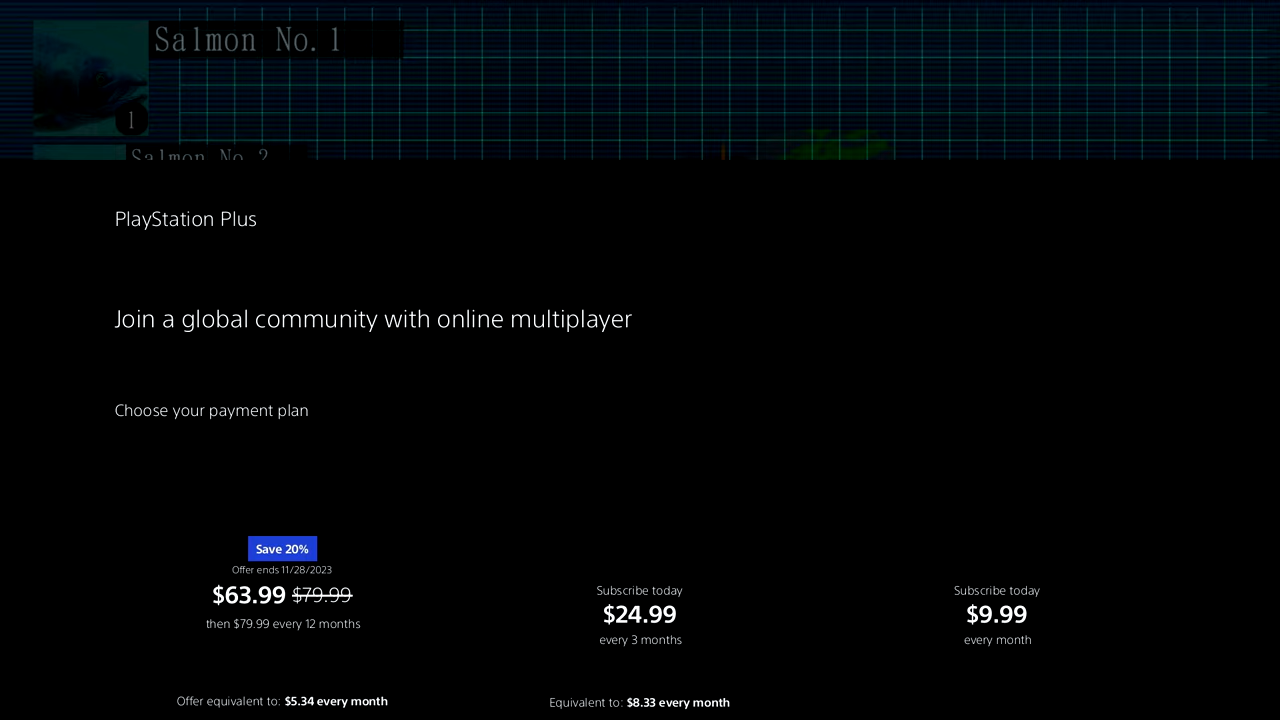 Salmon No.1
1
Salmon No.2
PlayStation Plus
Join a global community with online multiplayer
Choose your payment plan
Save 20%
Offer ends 11/28/2023
$63.99 $79.99
then $79.99 every 12 months
Offer equivalent to: $5.34 every month
Subscribe today
$24.99
every 3 months
Equivalent to: $8.33 every month
Subscribe today
$9.99
every month